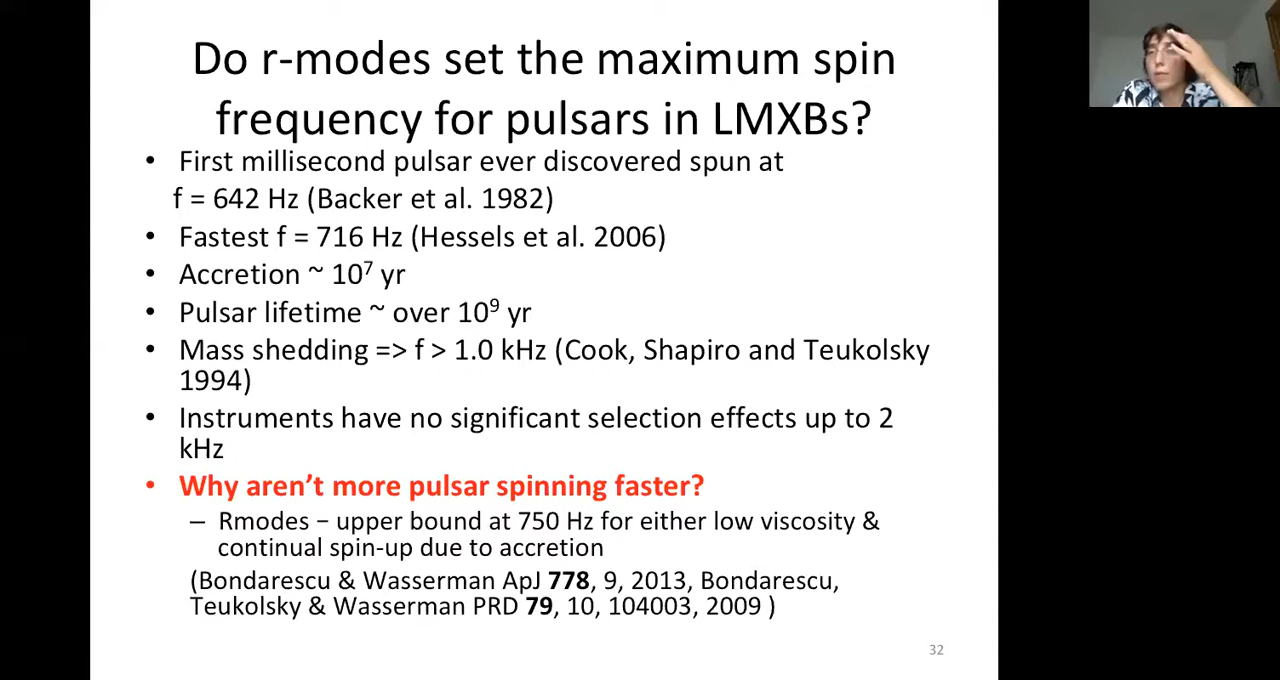 Do r-modes set the maximum spin
frequency for pulsars in LMXBs?
• First millisecond pulsar ever discovered spun at
f = 642 Hz (Backer et al. 1982)
• Fastest f = 716 Hz (Hessels et al. 2006)
• Accretion ~ 10⁷ yr
• Pulsar lifetime ~ over 10⁹ yr
• Mass shedding => f > 1.0 kHz (Cook, Shapiro and Teukolsky
1994)
• Instruments have no significant selection effects up to 2
kHz
• Why aren’t more pulsar spinning faster?
– Rmodes – upper bound at 750 Hz for either low viscosity &
continual spin-up due to accretion
(Bondarescu & Wasserman ApJ 778, 9, 2013, Bondarescu,
Teukolsky & Wasserman PRD 79, 10, 104003, 2009 )
32